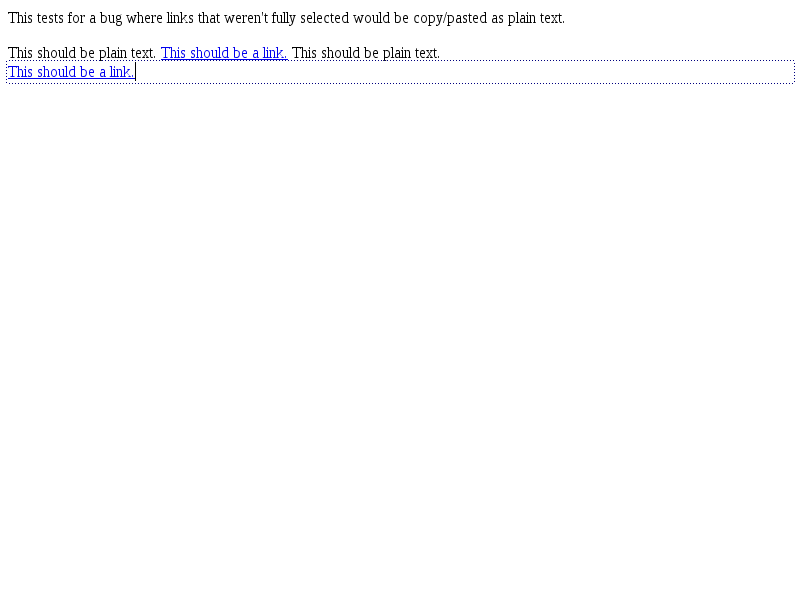 This tests for a bug where links that weren't fully selected would be copy/pasted as plain text.
This should be plain text. This should be a link. This should be plain text.
This should be a link.